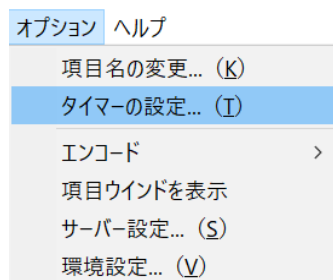 オプション ヘルプ
項目名の変更... (K)
タイマーの設定... (T)
エンコード >
項目ウインドを表示
サーバー設定... (S)
環境設定... (V)